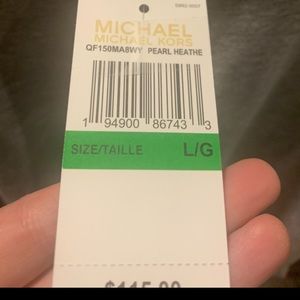 MICHAEL
MICHAEL KORS
QF150MA8WY PEARL HEATHE
1 94900 86743 3
SIZE/TAILLE L/G